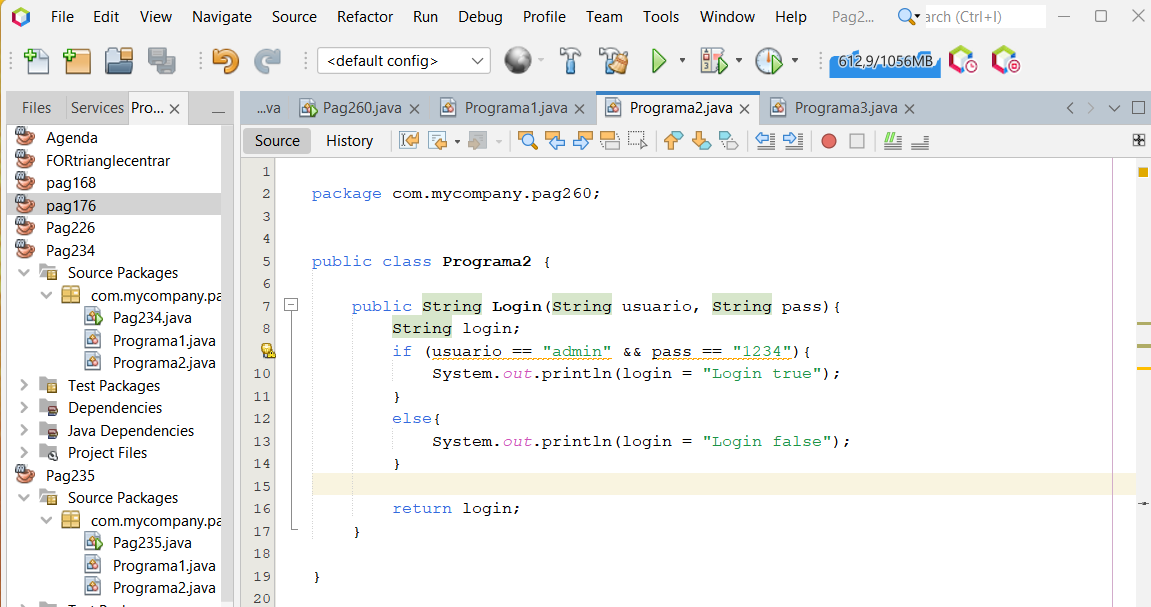 File Edit View Navigate Source Refactor Run Debug Profile Team Tools Window Help Pag2... arch (Ctrl+I)
<default config> 612,9/1056MB
Files Services Pro... ...va Pag260.java Programa1.java Programa2.java Programa3.java
Source History
Agenda
FORtrianglecentrar
pag168
pag176
Pag226
Pag234
Source Packages
com.mycompany.pa
Pag234.java
Programa1.java
Programa2.java
Test Packages
Dependencies
Java Dependencies
Project Files
Pag235
Source Packages
com.mycompany.pa
Pag235.java
Programa1.java
Programa2.java
1
2 package com.mycompany.pag260;
3
4
5 public class Programa2 {
6
7 public String Login(String usuario, String pass){
8 String login;
if (usuario == "admin" && pass == "1234"){
10 System.out.println(login = "Login true");
11 }
12 else{
13 System.out.println(login = "Login false");
14 }
15
16 return login;
17 }
18
19 }
20